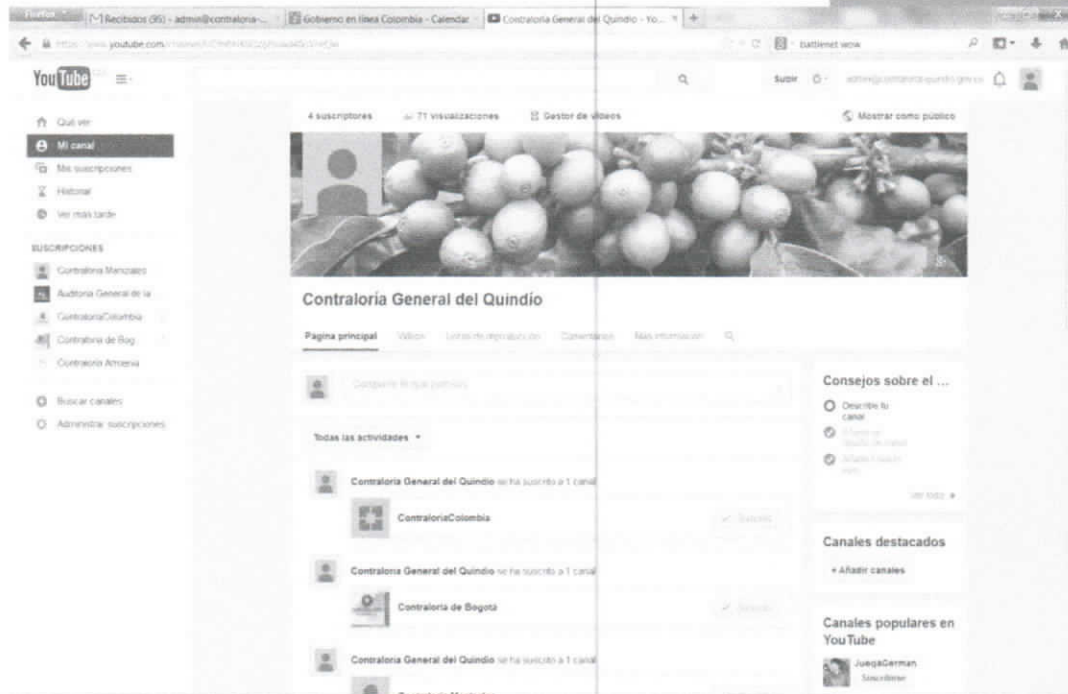 Firefox
Recibidos (95) - admin@contraloria-...
Gobierno en línea Colombia - Calendar
Contraloría General del Quindío - Yo...
www.youtube.com
battlenet wow
YouTube
Subir
4 suscriptores
71 visualizaciones
Gestor de vídeos
Mostrar como público
Qué ver
Mi canal
Mis suscripciones
Historial
Ver más tarde
SUSCRIPCIONES
Contraloría Manizales
Auditoria General de la
ContraloriaColombia
Contraloria de Bog
Contraloria Armenia
Buscar canales
Administrar suscripciones
Contraloría General del Quindío
Página principal
Vídeos
Listas de reproducción
Comentarios
Más información
Todas las actividades
Contraloría General del Quindío se ha suscrito a 1 canal
ContraloriaColombia
Contraloría General del Quindío se ha suscrito a 1 canal
Contraloria de Bogotá
Contraloría General del Quindío se ha suscrito a 1 canal
Consejos sobre el ...
Describe tu
canal
Ver todo
Canales destacados
+ Añadir canales
Canales populares en
YouTube
JuegaGerman
Suscribirse